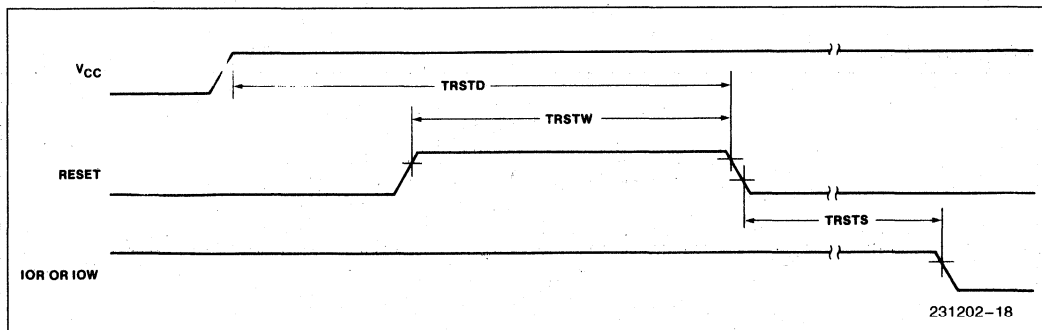 VCC
TRSTD
TRSTW
RESET
TRSTS
IOR OR IOW
231202-18